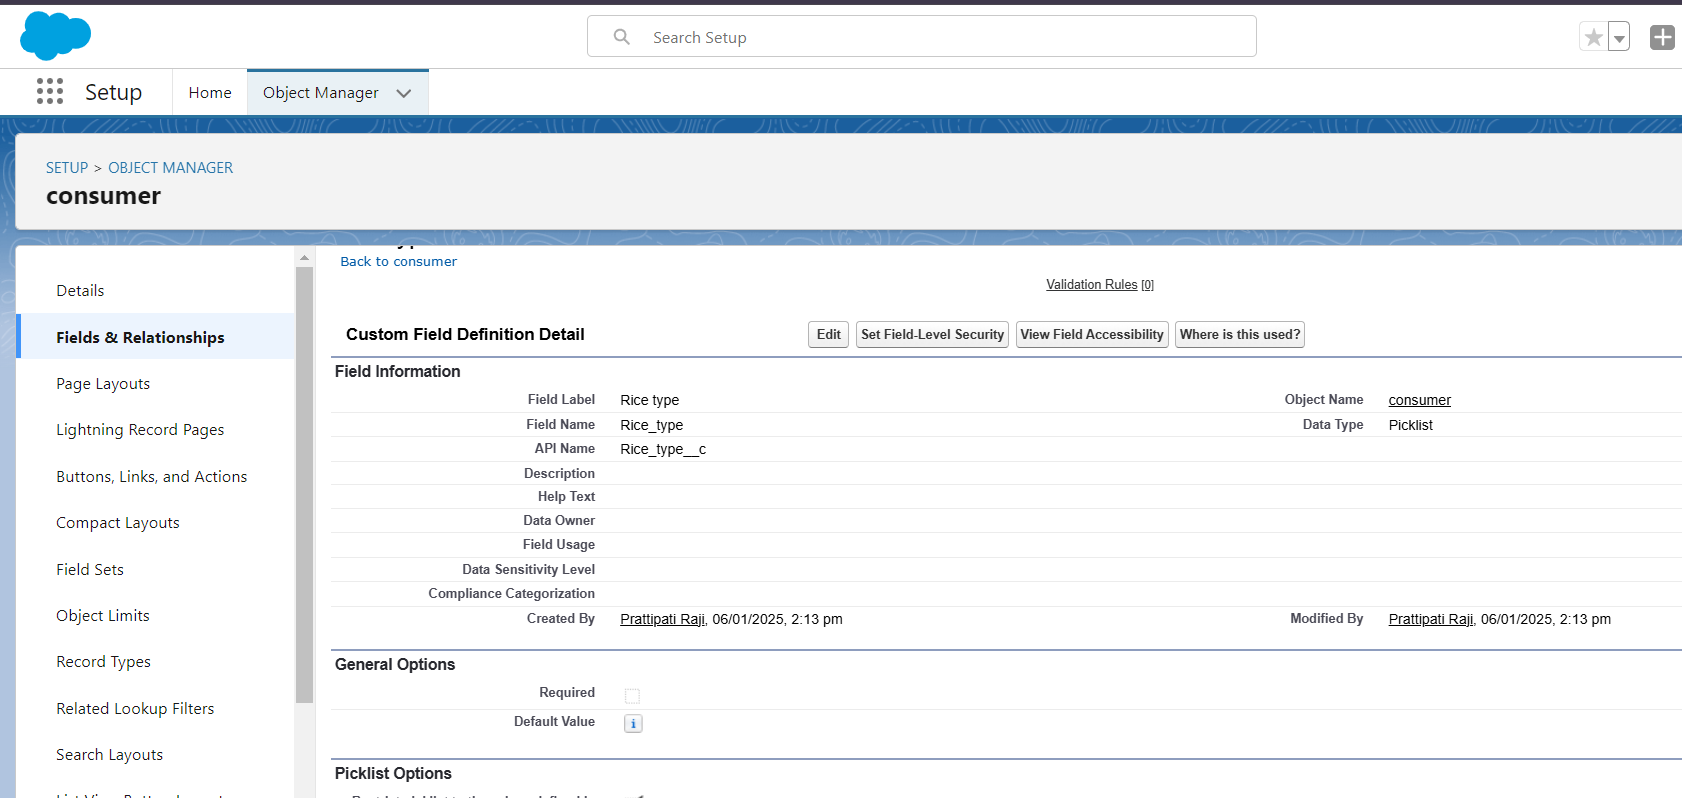 Search Setup
Setup
Home
Object Manager
SETUP > OBJECT MANAGER
consumer
Back to consumer
Validation Rules [0]
Details
Fields & Relationships
Page Layouts
Lightning Record Pages
Buttons, Links, and Actions
Compact Layouts
Field Sets
Object Limits
Record Types
Related Lookup Filters
Search Layouts
Custom Field Definition Detail
Edit
Set Field-Level Security
View Field Accessibility
Where is this used?
Field Information
Field Label Rice type Object Name consumer
Field Name Rice_type Data Type Picklist
API Name Rice_type__c
Description
Help Text
Data Owner
Field Usage
Data Sensitivity Level
Compliance Categorization
Created By Prattipati Raji, 06/01/2025, 2:13 pm Modified By Prattipati Raji, 06/01/2025, 2:13 pm
General Options
Required
Default Value
Picklist Options